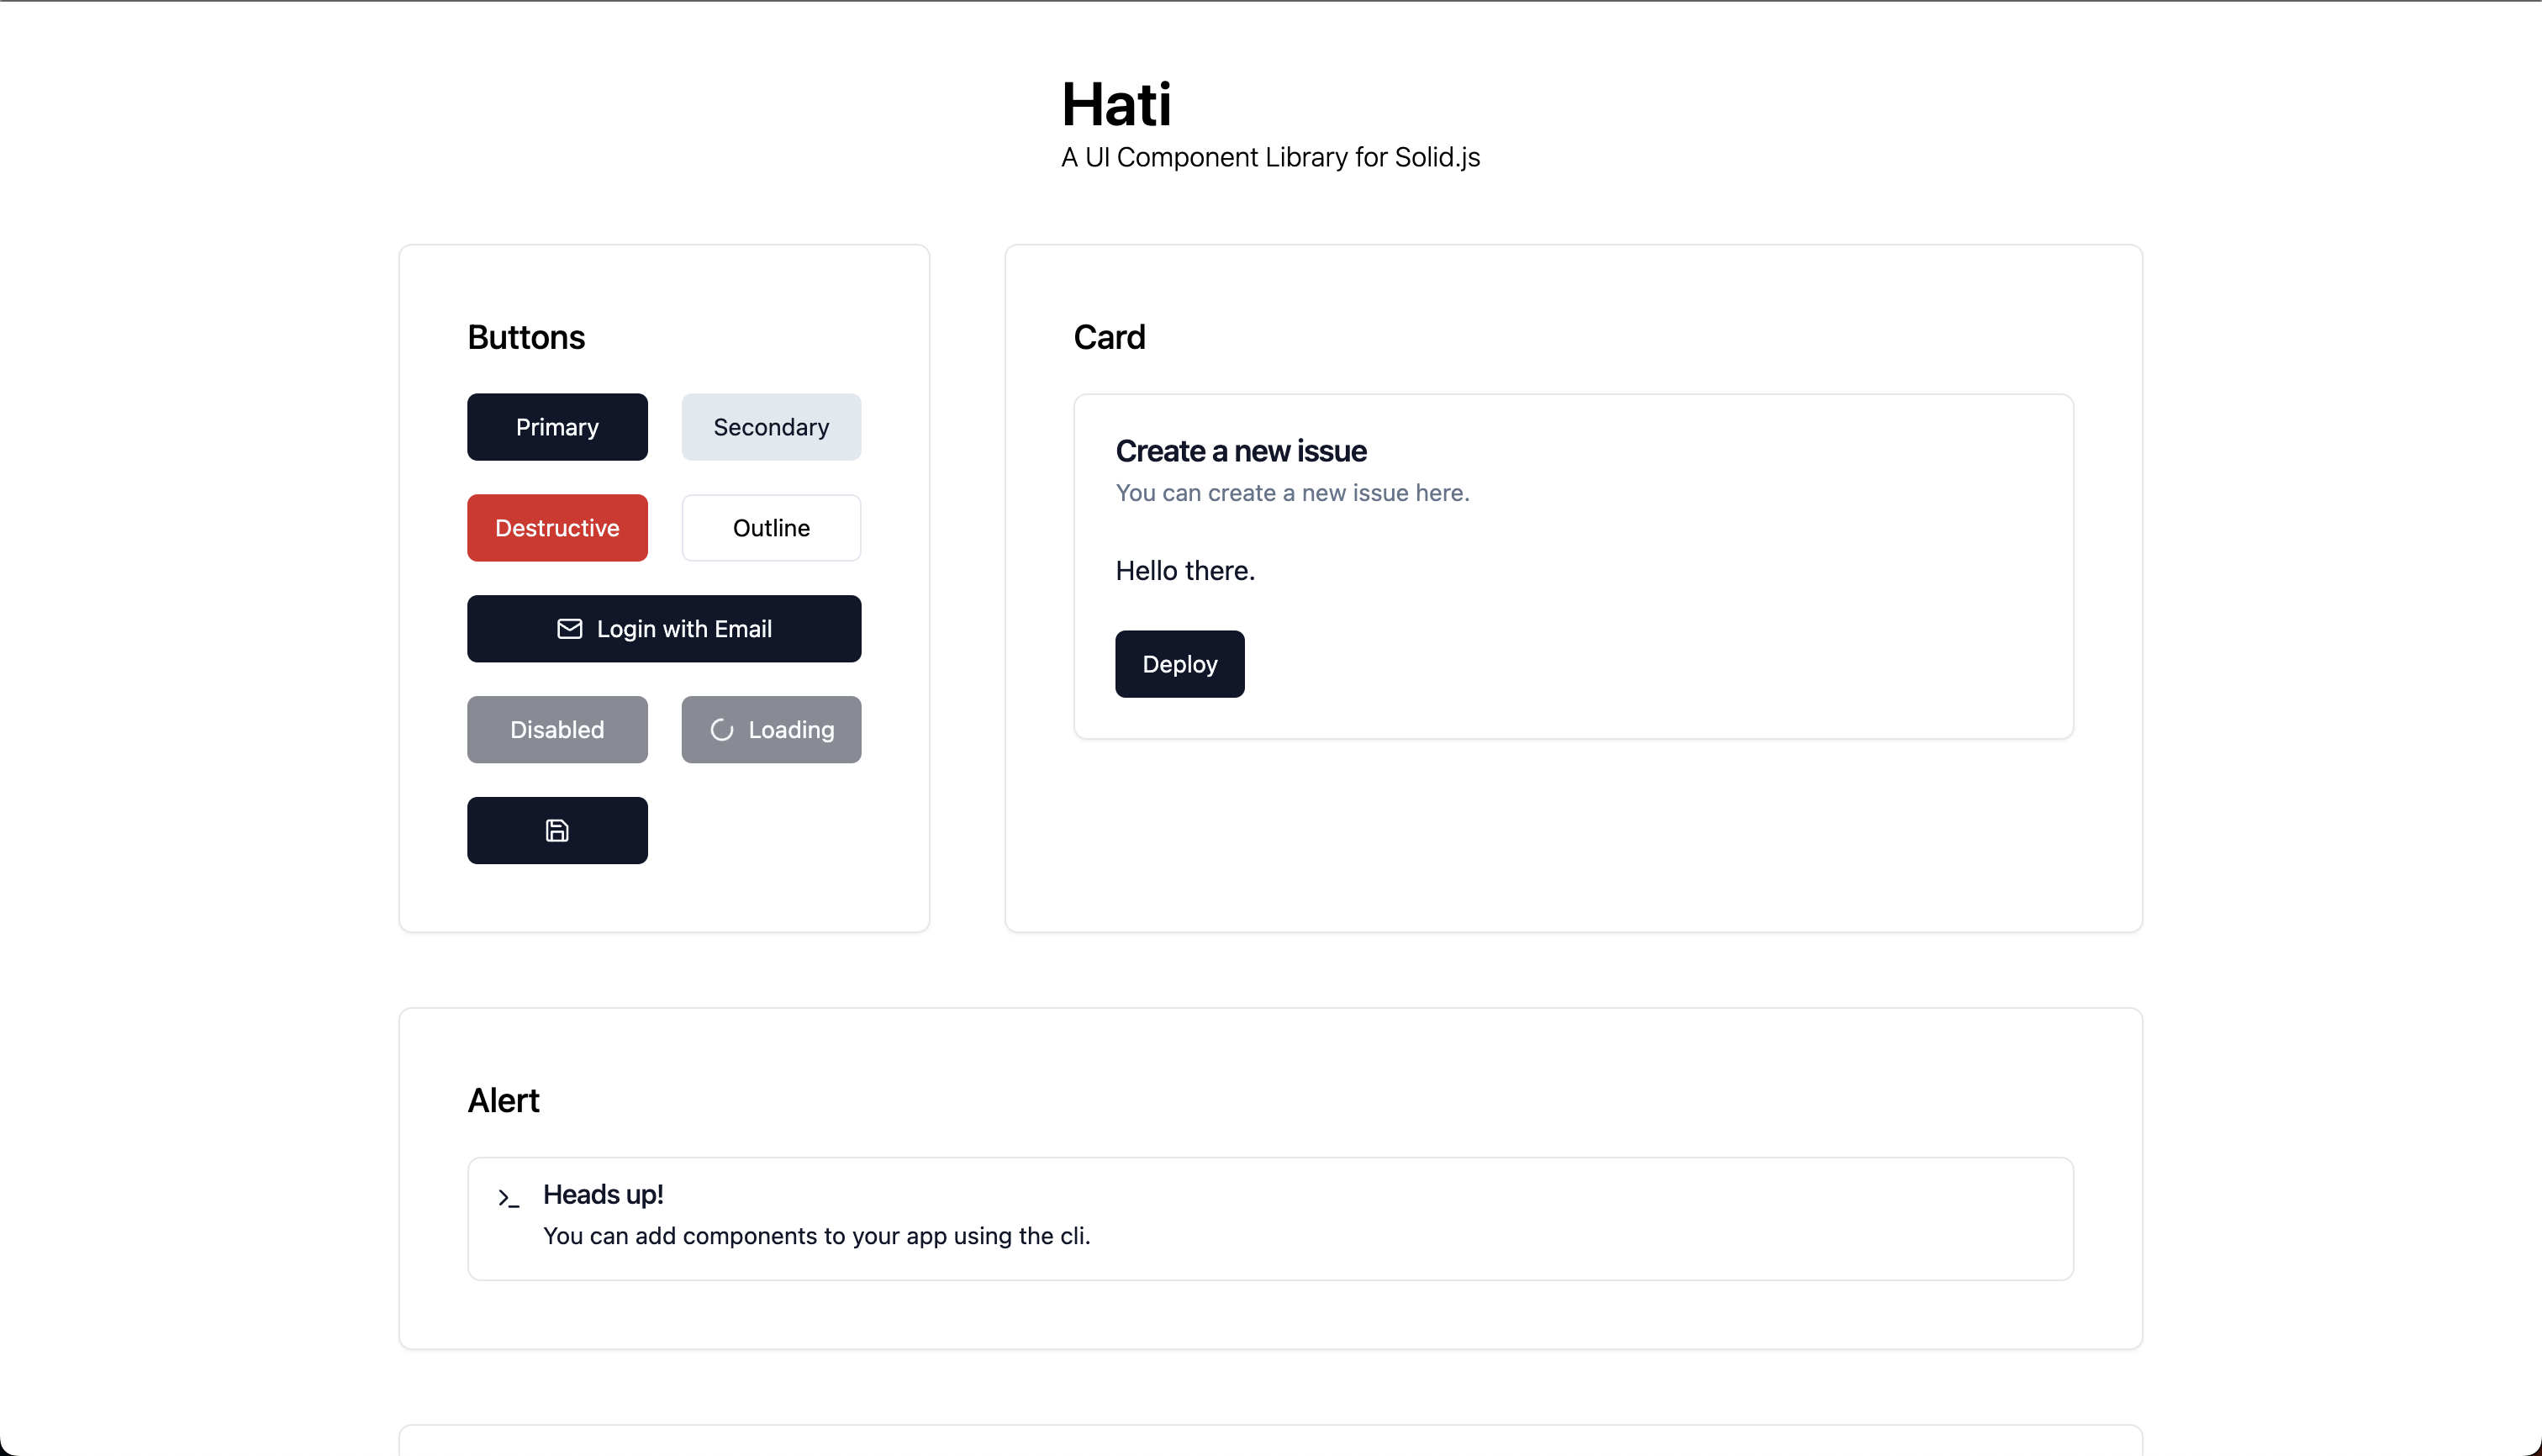 Hati
A UI Component Library for Solid.js
Buttons
Primary
Secondary
Destructive
Outline
Login with Email
Disabled
Loading
Card
Create a new issue
You can create a new issue here.
Hello there.
Deploy
Alert
Heads up!
You can add components to your app using the cli.